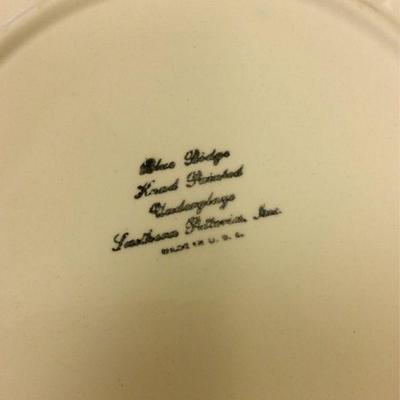 Blue Ridge
Hand Painted
Underglaze
Southern Potteries, Inc.
MADE IN U. S. A.